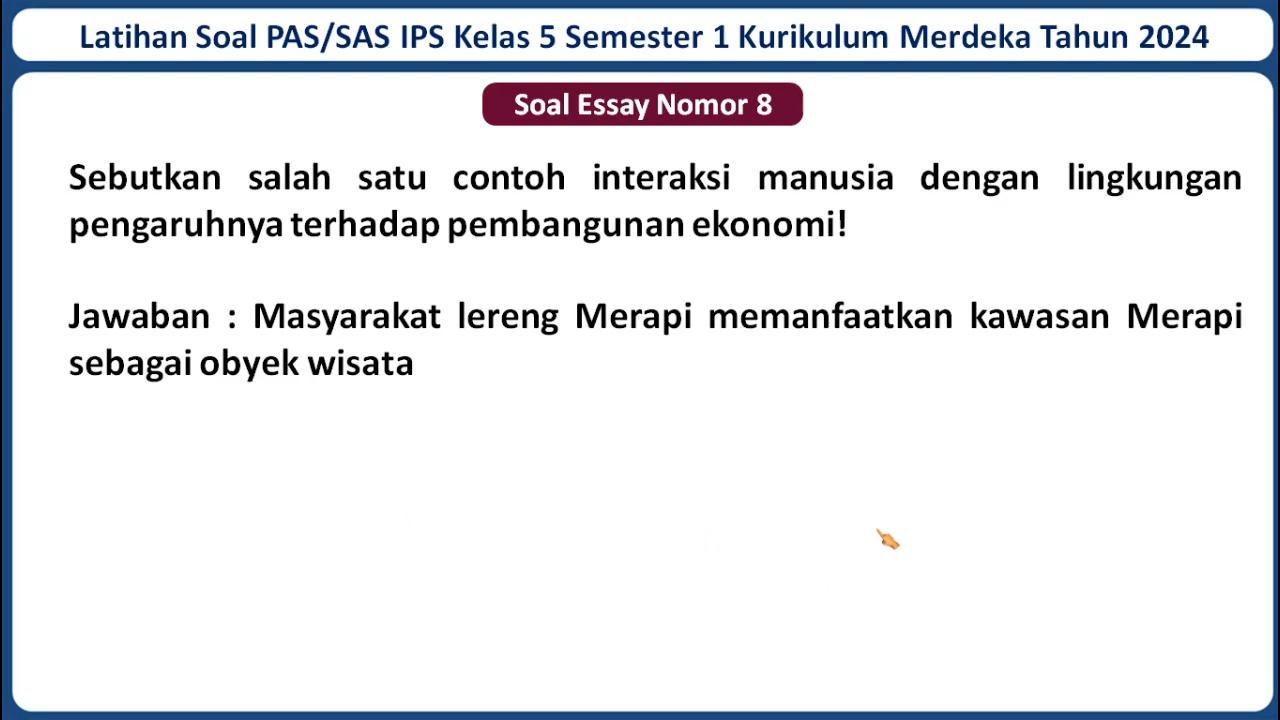 Latihan Soal PAS/SAS IPS Kelas 5 Semester 1 Kurikulum Merdeka Tahun 2024
Soal Essay Nomor 8
Sebutkan salah satu contoh interaksi manusia dengan lingkungan
pengaruhnya terhadap pembangunan ekonomi!
Jawaban : Masyarakat lereng Merapi memanfaatkan kawasan Merapi
sebagai obyek wisata